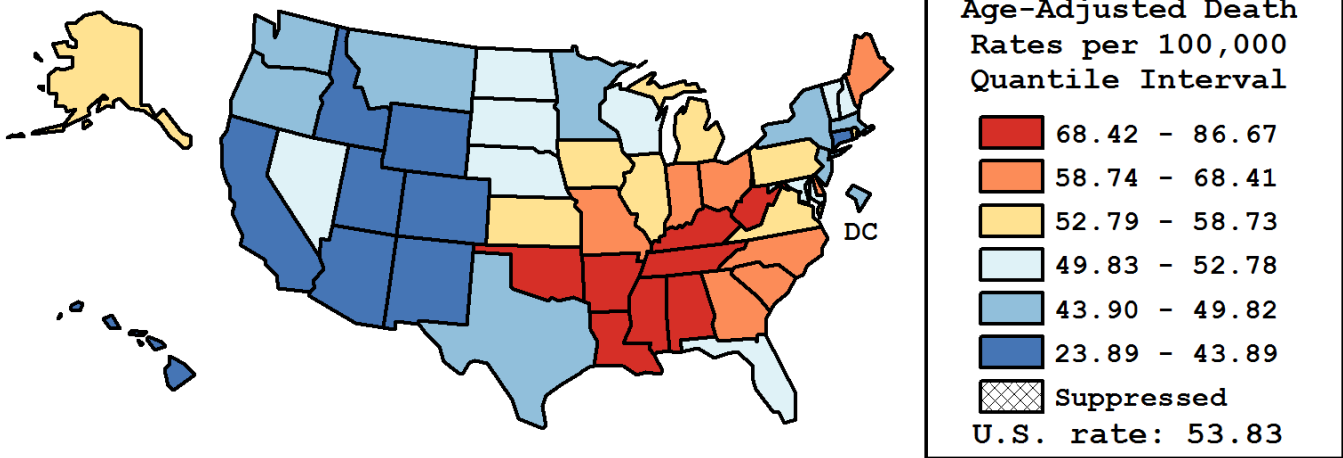 Age-Adjusted Death
Rates per 100,000
Quantile Interval
68.42 - 86.67
58.74 - 68.41
52.79 - 58.73
49.83 - 52.78
43.90 - 49.82
23.89 - 43.89
Suppressed
U.S. rate: 53.83
DC